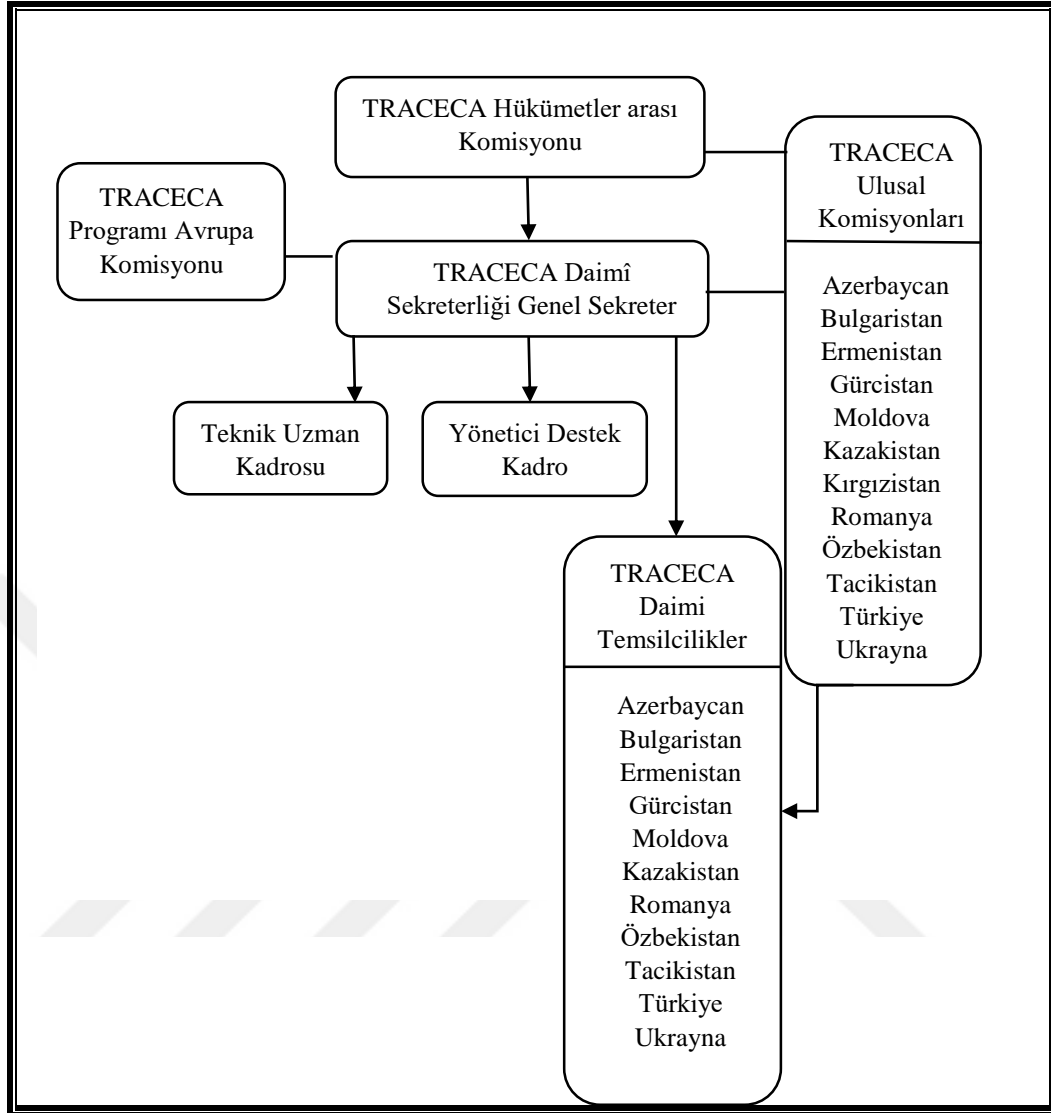 TRACECA Hükümetler arası
Komisyonu
TRACECA
Programı Avrupa
Komisyonu
TRACECA Daimî
Sekreterliği Genel Sekreter
Teknik Uzman
Kadrosu
Yönetici Destek
Kadro
TRACECA
Ulusal
Komisyonları
Azerbaycan
Bulgaristan
Ermenistan
Gürcistan
Moldova
Kazakistan
Kırgızistan
Romanya
Özbekistan
Tacikistan
Türkiye
Ukrayna
TRACECA
Daimi
Temsilcilikler
Azerbaycan
Bulgaristan
Ermenistan
Gürcistan
Moldova
Kazakistan
Romanya
Özbekistan
Tacikistan
Türkiye
Ukrayna